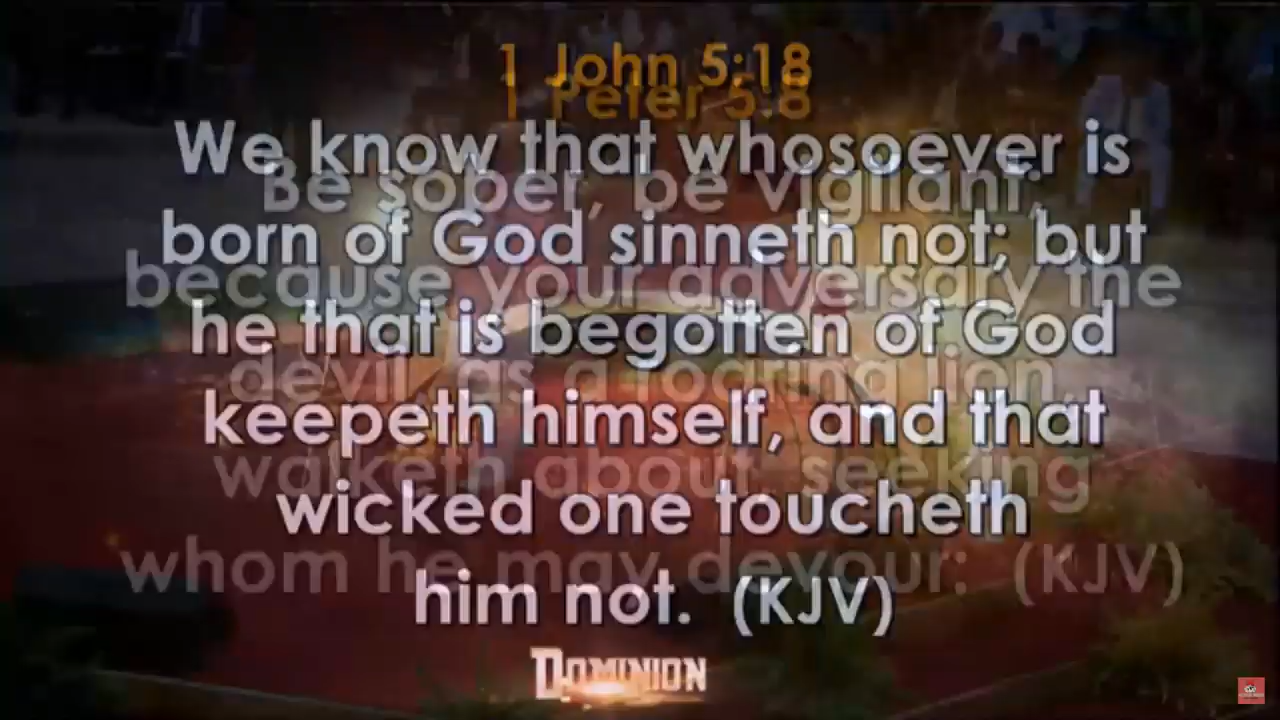 1 John 5:18
1 Peter 5:8
We know that whosoever is
Be sober, be vigilant;
born of God sinneth not; but
because your adversary the
he that is begotten of God
devil, as a roaring lion,
keepeth himself, and that
walketh about, seeking
wicked one toucheth
whom he may devour: (KJV)
him not. (KJV)
DOMINION